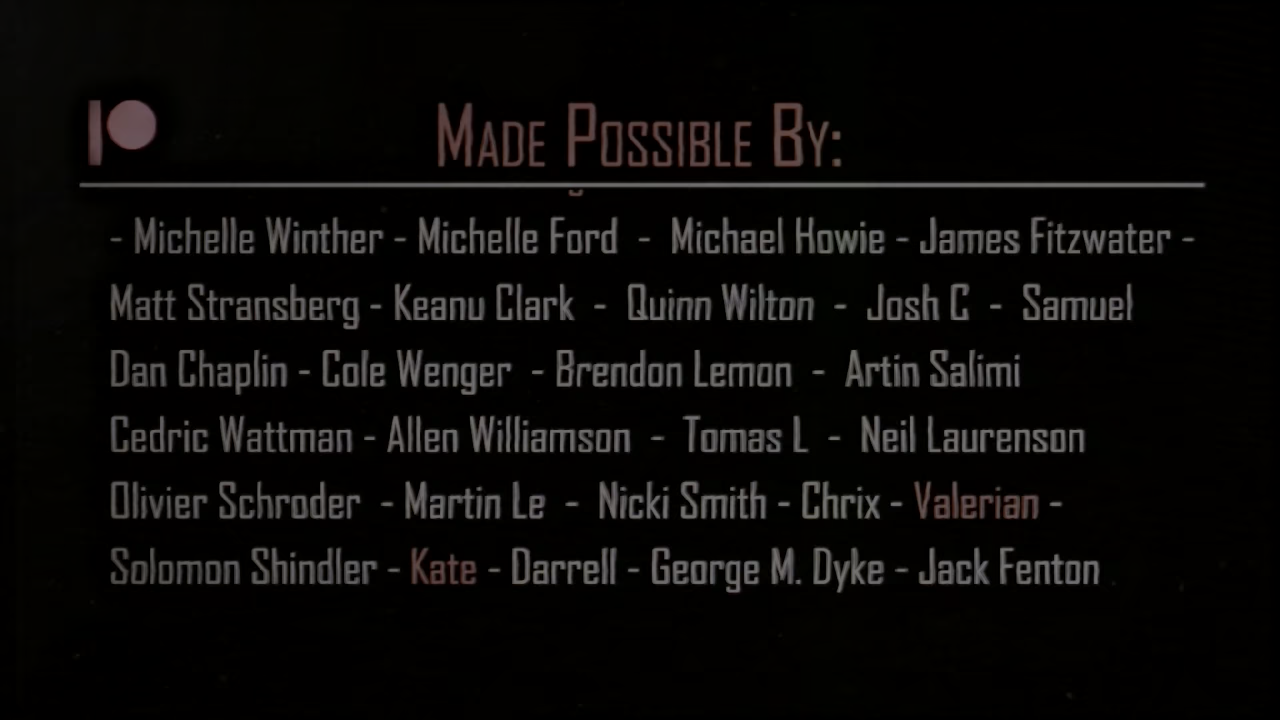 Made Possible By:
- Michelle Winther - Michelle Ford - Michael Howie - James Fitzwater -
Matt Stransberg - Keanu Clark - Quinn Wilton - Josh C - Samuel
Dan Chaplin - Cole Wenger - Brendon Lemon - Artin Salimi
Cedric Wattman - Allen Williamson - Tomas L - Neil Laurenson
Olivier Schroder - Martin Le - Nicki Smith - Chrix - Valerian -
Solomon Shindler - Kate - Darrell - George M. Dyke - Jack Fenton